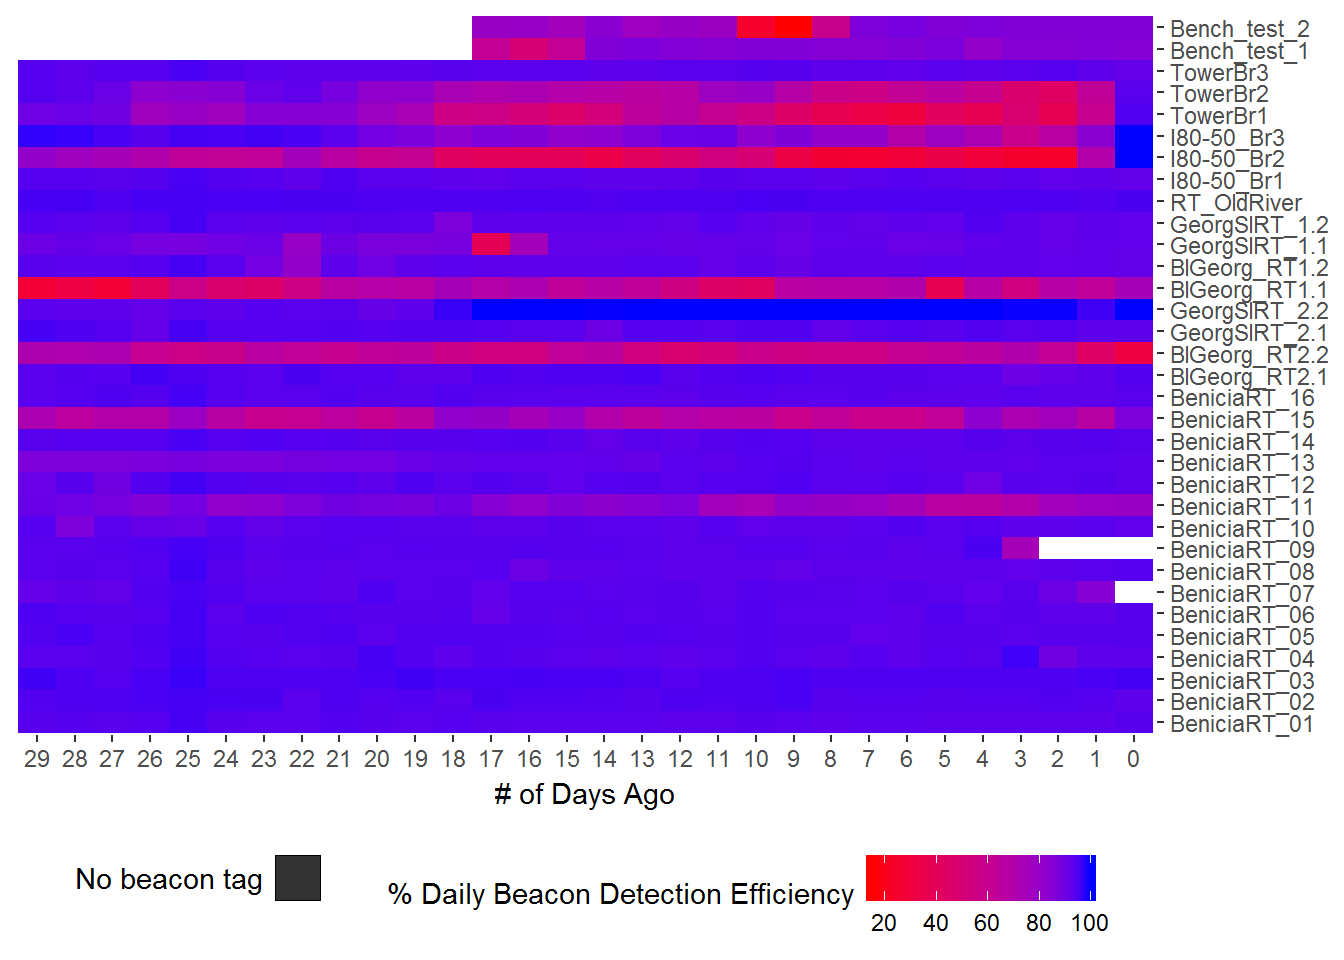 Bench_test_2
Bench_test_1
TowerBr3
TowerBr2
TowerBr1
I80-50_Br3
I80-50_Br2
I80-50_Br1
RT_OldRiver
GeorgSlRT_1.2
GeorgSlRT_1.1
BlGeorg_RT1.2
BlGeorg_RT1.1
GeorgSlRT_2.2
GeorgSlRT_2.1
BlGeorg_RT2.2
BlGeorg_RT2.1
BeniciaRT_16
BeniciaRT_15
BeniciaRT_14
BeniciaRT_13
BeniciaRT_12
BeniciaRT_11
BeniciaRT_10
BeniciaRT_09
BeniciaRT_08
BeniciaRT_07
BeniciaRT_06
BeniciaRT_05
BeniciaRT_04
BeniciaRT_03
BeniciaRT_02
BeniciaRT_01
29 28 27 26 25 24 23 22 21 20 19 18 17 16 15 14 13 12 11 10 9 8 7 6 5 4 3 2 1 0
# of Days Ago
No beacon tag
% Daily Beacon Detection Efficiency
20 40 60 80 100